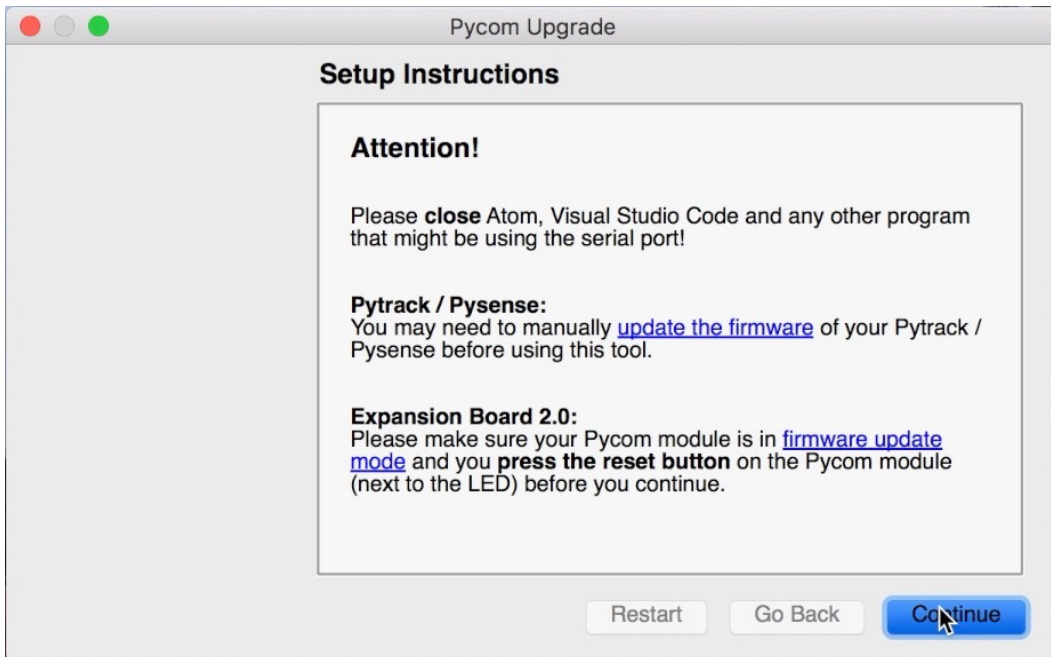 Pycom Upgrade
Setup Instructions
Attention!
Please close Atom, Visual Studio Code and any other program
that might be using the serial port!
Pytrack / Pysense:
You may need to manually update the firmware of your Pytrack /
Pysense before using this tool.
Expansion Board 2.0:
Please make sure your Pycom module is in firmware update
mode and you press the reset button on the Pycom module
(next to the LED) before you continue.
Restart Go Back Continue